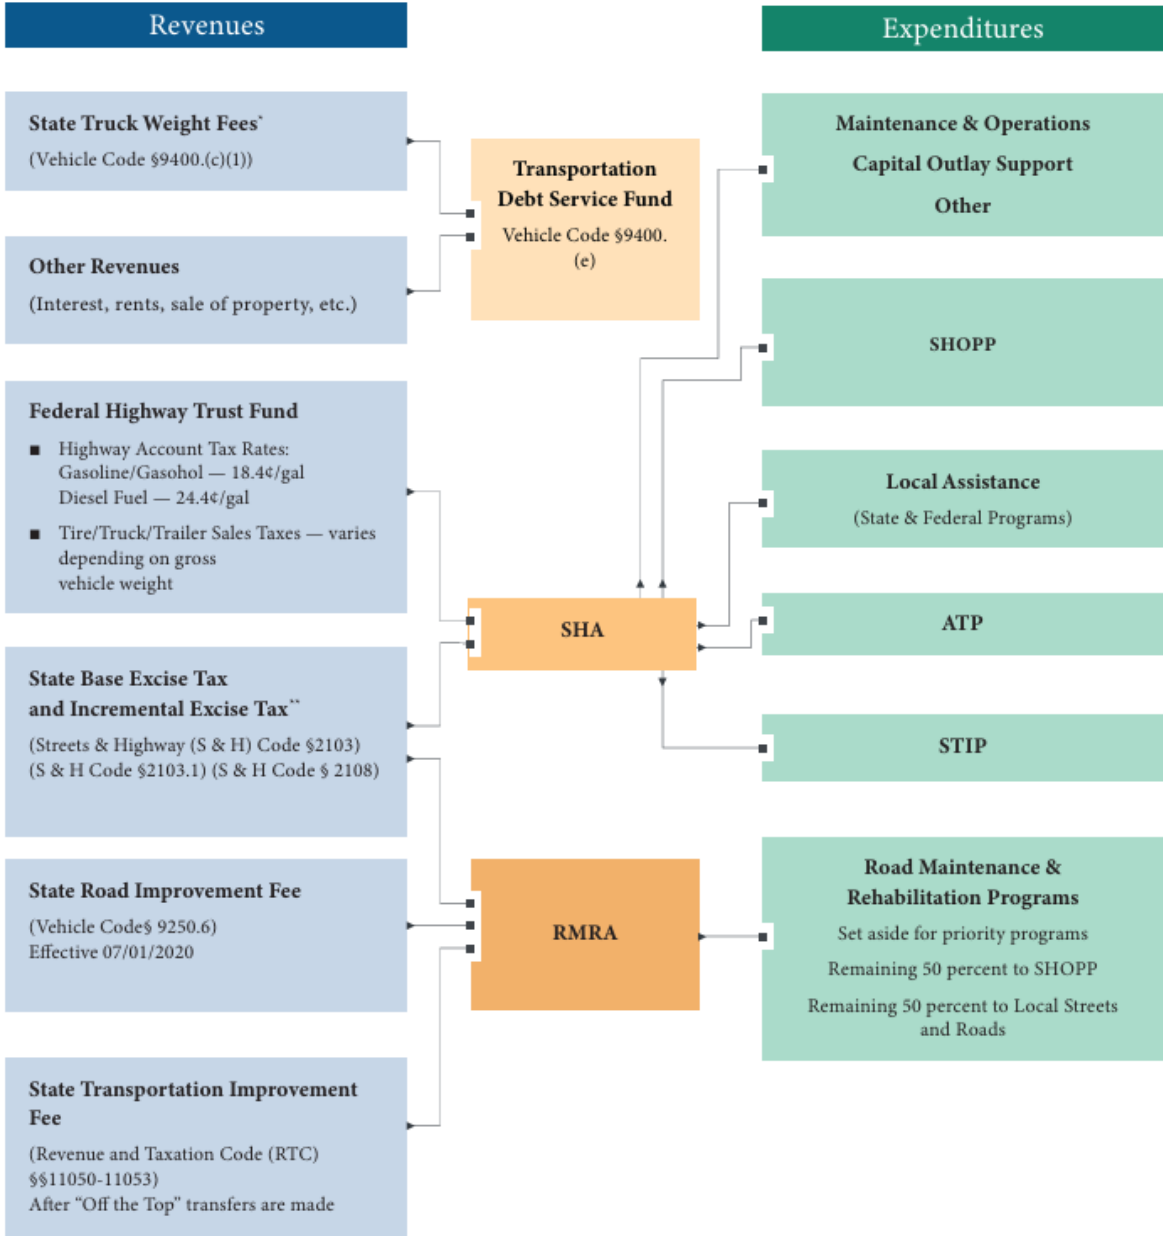 Revenues
State Truck Weight Fees*
(Vehicle Code §9400.(c)(1))
Other Revenues
(Interest, rents, sale of property, etc.)
Federal Highway Trust Fund
■ Highway Account Tax Rates:
Gasoline/Gasohol — 18.4¢/gal
Diesel Fuel — 24.4¢/gal
■ Tire/Truck/Trailer Sales Taxes — varies
depending on gross
vehicle weight
State Base Excise Tax
and Incremental Excise Tax**
(Streets & Highway (S & H) Code §2103)
(S & H Code §2103.1) (S & H Code § 2108)
State Road Improvement Fee
(Vehicle Code§ 9250.6)
Effective 07/01/2020
State Transportation Improvement
Fee
(Revenue and Taxation Code (RTC)
§§11050-11053)
After “Off the Top” transfers are made
Transportation
Debt Service Fund
Vehicle Code §9400.
(e)
SHA
RMRA
Expenditures
Maintenance & Operations
Capital Outlay Support
Other
SHOPP
Local Assistance
(State & Federal Programs)
ATP
STIP
Road Maintenance &
Rehabilitation Programs
Set aside for priority programs
Remaining 50 percent to SHOPP
Remaining 50 percent to Local Streets
and Roads